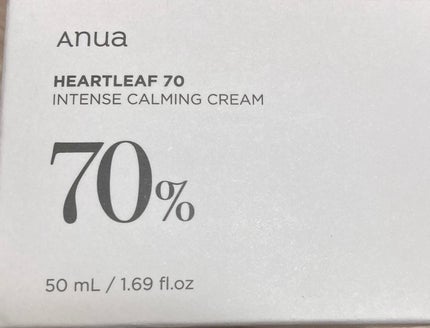 Anua
HEARTLEAF 70
INTENSE CALMING CREAM
70%
50 mL / 1.69 fl.oz